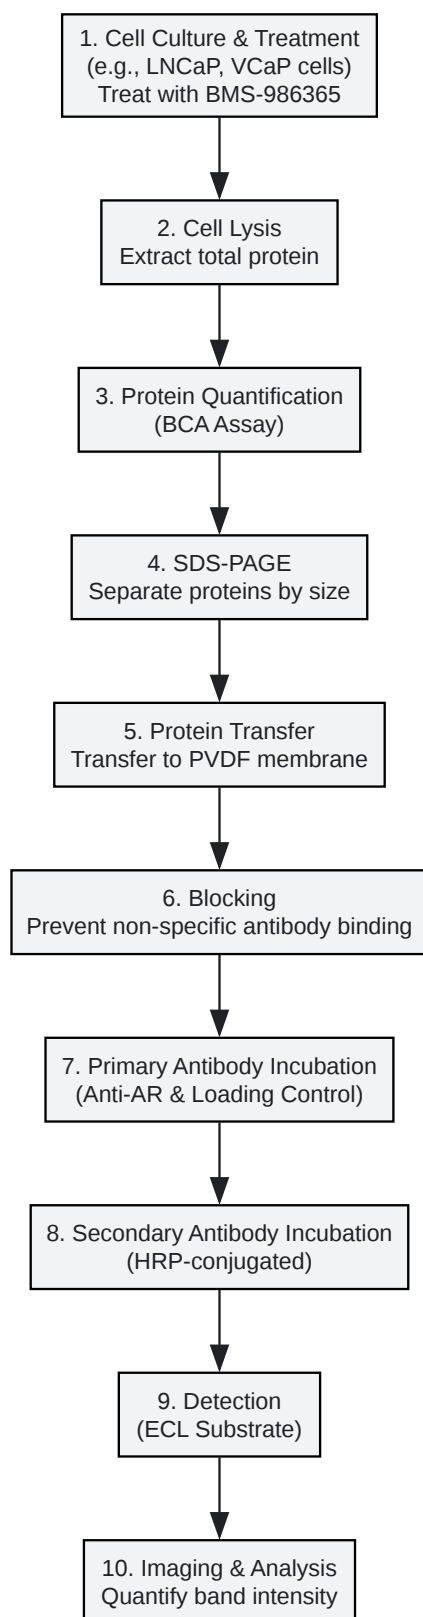 1. Cell Culture & Treatment
(e.g., LNCaP, VCaP cells)
Treat with BMS-986365
2. Cell Lysis
Extract total protein
3. Protein Quantification
(BCA Assay)
4. SDS-PAGE
Separate proteins by size
5. Protein Transfer
Transfer to PVDF membrane
6. Blocking
Prevent non-specific antibody binding
7. Primary Antibody Incubation
(Anti-AR & Loading Control)
8. Secondary Antibody Incubation
(HRP-conjugated)
9. Detection
(ECL Substrate)
10. Imaging & Analysis
Quantify band intensity